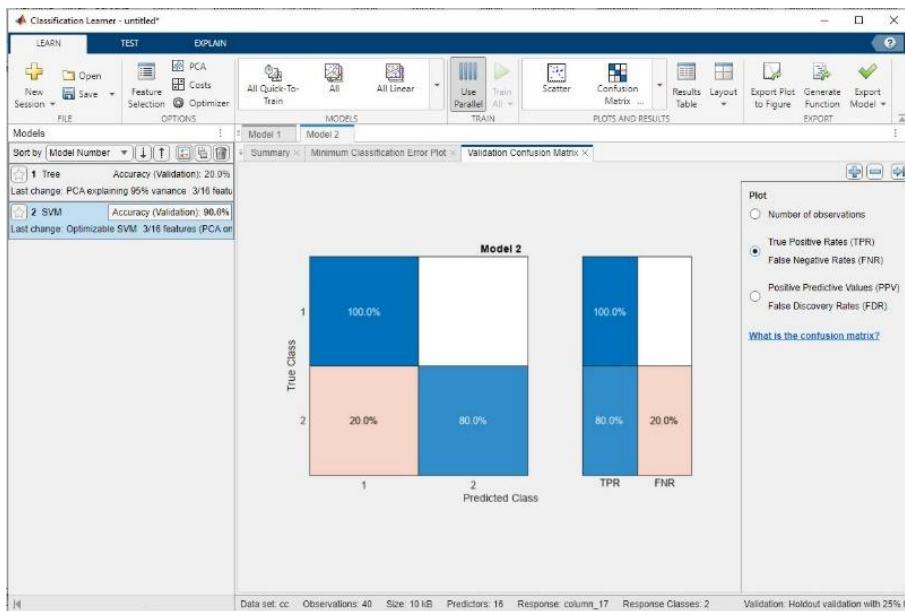 Classification Learner - untitled*
LEARN TEST EXPLAIN
New Session
Open
Save
FILE
Feature Selection
PCA
Costs
Optimizer
OPTIONS
All Quick-To-Train
All
All Linear
MODELS
Use Parallel
Train All
TRAIN
Scatter
Confusion Matrix ...
Results Table
Layout
PLOTS AND RESULTS
Export Plot to Figure
Generate Function
Export Model
EXPORT
Models
Sort by Model Number
1 Tree Accuracy (Validation): 20.0%
Last change: PCA explaining 95% variance 3/16 featu
2 SVM Accuracy (Validation): 90.0%
Last change: Optimizable SVM 3/16 features (PCA on
Model 1 Model 2
Summary Minimum Classification Error Plot Validation Confusion Matrix
Model 2
1 100.0% 100.0%
True Class
2 20.0% 80.0% 80.0% 20.0%
1 2 TPR FNR
Predicted Class
Plot
Number of observations
True Positive Rates (TPR)
False Negative Rates (FNR)
Positive Predictive Values (PPV)
False Discovery Rates (FDR)
What is the confusion matrix?
Data set: cc Observations: 40 Size: 10 kB Predictors: 16 Response: column_17 Response Classes: 2 Validation: Holdout validation with 25%